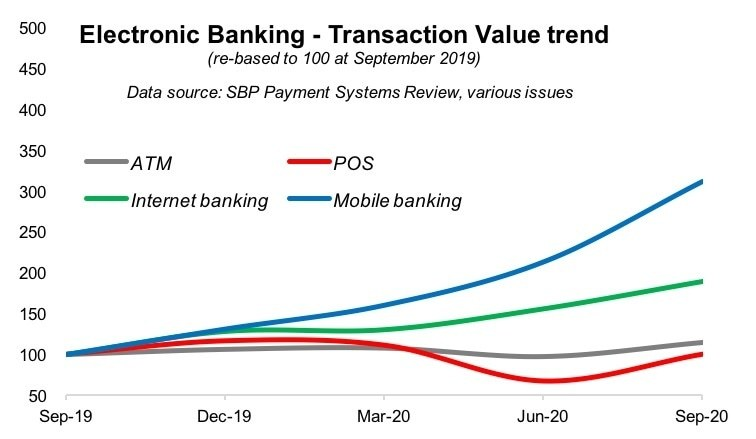 Electronic Banking - Transaction Value trend
(re-based to 100 at September 2019)
Data source: SBP Payment Systems Review, various issues
ATM
POS
Internet banking
Mobile banking
500
450
400
350
300
250
200
150
100
50
Sep-19
Dec-19
Mar-20
Jun-20
Sep-20